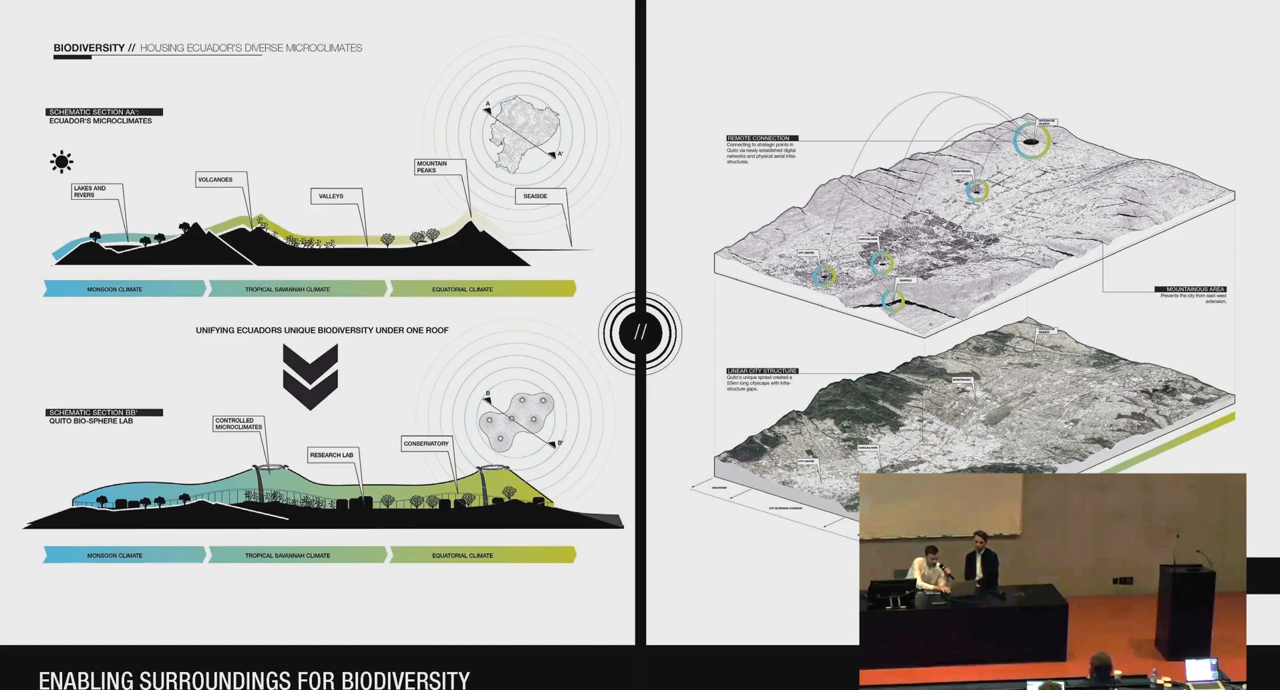 BIODIVERSITY // HOUSING ECUADOR'S DIVERSE MICROCLIMATES
SCHEMATIC SECTION AA':
ECUADOR'S MICROCLIMATES
A
A'
LAKES AND
RIVERS
VOLCANOES
VALLEYS
MOUNTAIN
PEAKS
SEASIDE
MONSOON CLIMATE
TROPICAL SAVANNAH CLIMATE
EQUATORIAL CLIMATE
UNIFYING ECUADORS UNIQUE BIODIVERSITY UNDER ONE ROOF
SCHEMATIC SECTION BB'
QUITO BIO-SPHERE LAB
B
B'
CONTROLLED
MICROCLIMATES
RESEARCH LAB
CONSERVATORY
MONSOON CLIMATE
TROPICAL SAVANNAH CLIMATE
EQUATORIAL CLIMATE
//
REMOTE CONNECTION
Connecting to strategic points in
Quito via newly established digital
networks and physical aerial infra-
structures.
MOUNTAINOUS AREA
Prevents the city from east-west
extension.
LINEAR CITY STRUCTURE
Quito's unique sprawl created a
55km long cityscape with infra-
structure gaps.
ENABLING SURROUNDINGS FOR BIODIVERSITY